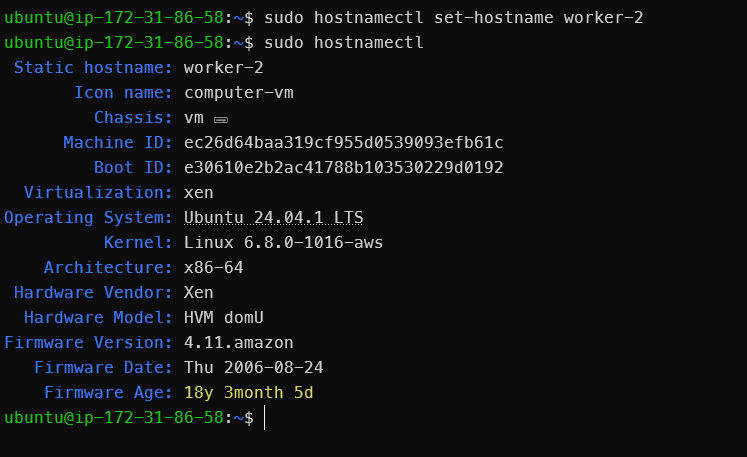 ubuntu@ip-172-31-86-58:~$ sudo hostnamectl set-hostname worker-2
ubuntu@ip-172-31-86-58:~$ sudo hostnamectl
Static hostname: worker-2
Icon name: computer-vm
Chassis: vm 🖴
Machine ID: ec26d64baa319cf955d0539093efb61c
Boot ID: e30610e2b2ac41788b103530229d0192
Virtualization: xen
Operating System: Ubuntu 24.04.1 LTS
Kernel: Linux 6.8.0-1016-aws
Architecture: x86-64
Hardware Vendor: Xen
Hardware Model: HVM domU
Firmware Version: 4.11.amazon
Firmware Date: Thu 2006-08-24
Firmware Age: 18y 3month 5d
ubuntu@ip-172-31-86-58:~$